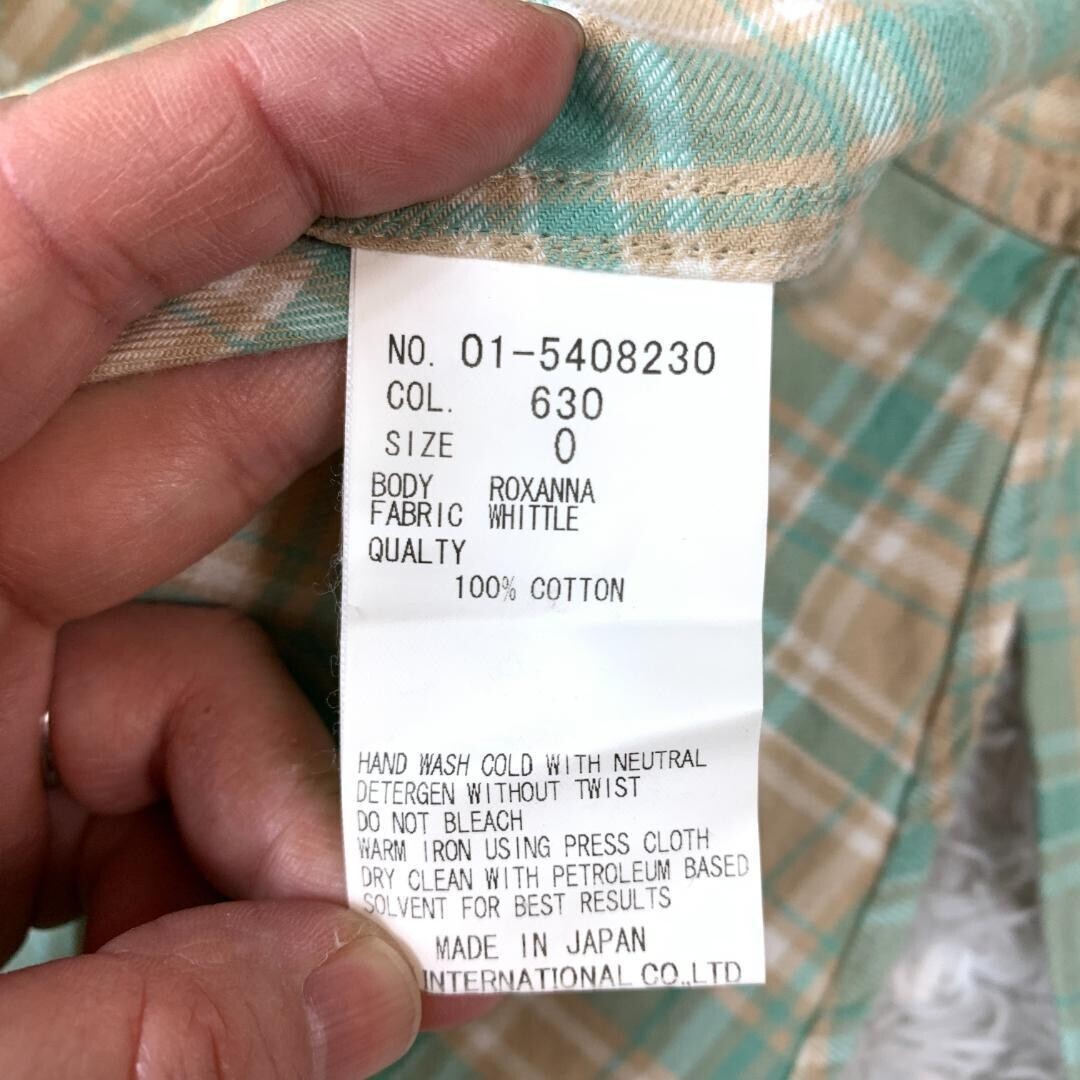 NO. 01-5408230
COL. 630
SIZE 0
BODY ROXANNA
FABRIC WHITTLE
QUALTY
100% COTTON
HAND WASH COLD WITH NEUTRAL
DETERGEN WITHOUT TWIST
DO NOT BLEACH
WARM IRON USING PRESS CLOTH
DRY CLEAN WITH PETROLEUM BASED
SOLVENT FOR BEST RESULTS
MADE IN JAPAN
INTERNATIONAL CO.,LTD